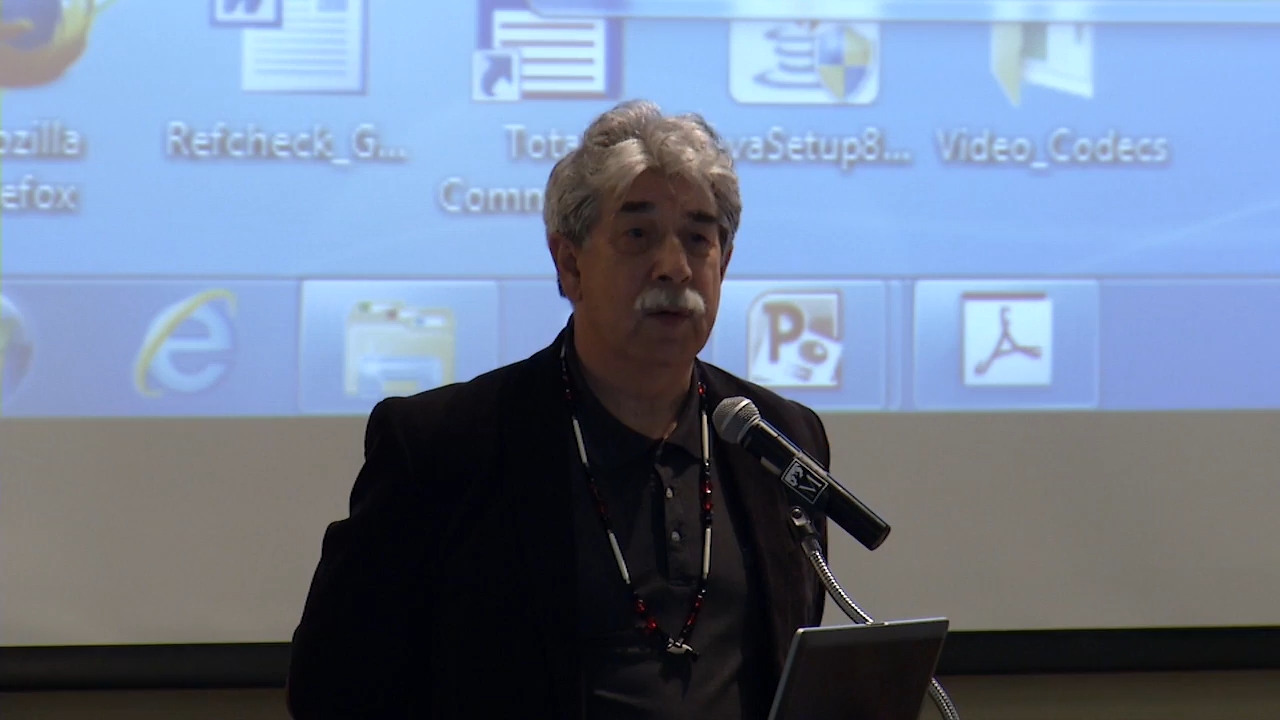 ozilla
efox
Refcheck_G...
Tota
Comm
vaSetup8...
Video_Codecs